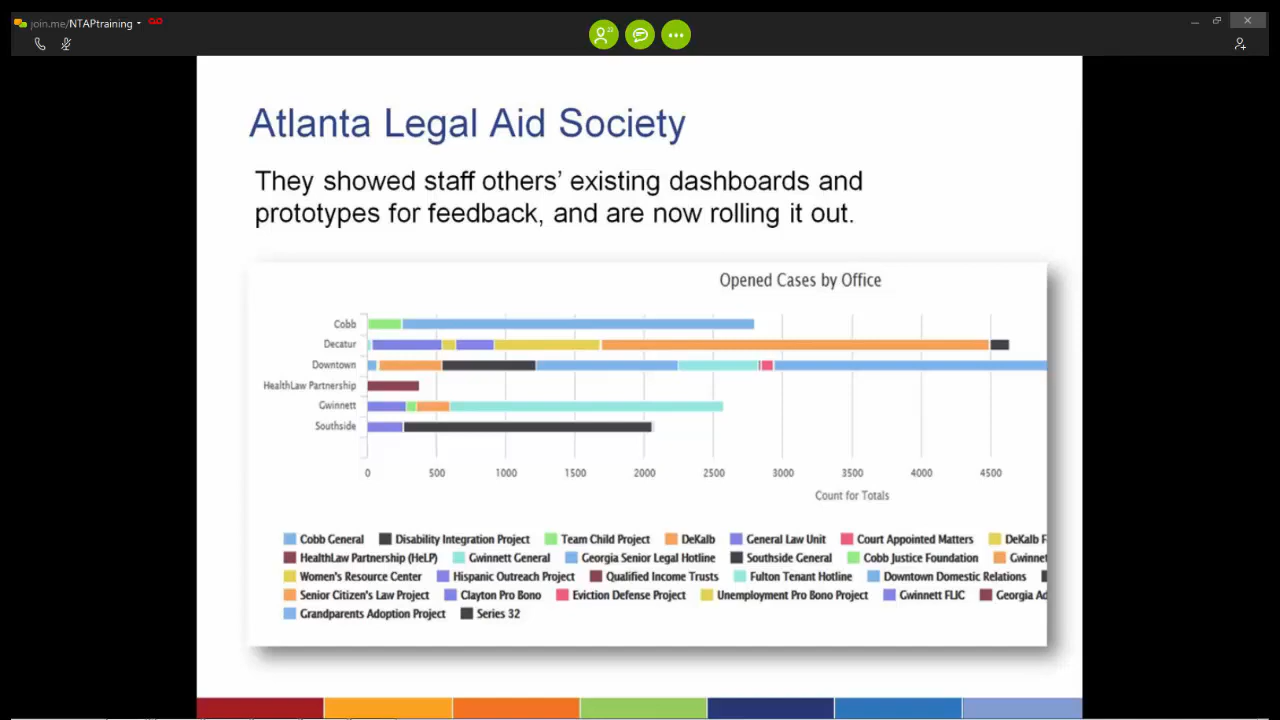 join.me/NTAPtraining
22
Atlanta Legal Aid Society
They showed staff others’ existing dashboards and
prototypes for feedback, and are now rolling it out.
Opened Cases by Office
Cobb
Decatur
Downtown
HealthLaw Partnership
Gwinnett
Southside
0 500 1000 1500 2000 2500 3000 3500 4000 4500
Count for Totals
Cobb General Disability Integration Project Team Child Project DeKalb General Law Unit Court Appointed Matters DeKalb F
HealthLaw Partnership (HeLP) Gwinnett General Georgia Senior Legal Hotline Southside General Cobb Justice Foundation Gwinnet
Women's Resource Center Hispanic Outreach Project Qualified Income Trusts Fulton Tenant Hotline Downtown Domestic Relations
Senior Citizen's Law Project Clayton Pro Bono Eviction Defense Project Unemployment Pro Bono Project Gwinnett FLIC Georgia Ad
Grandparents Adoption Project Series 32